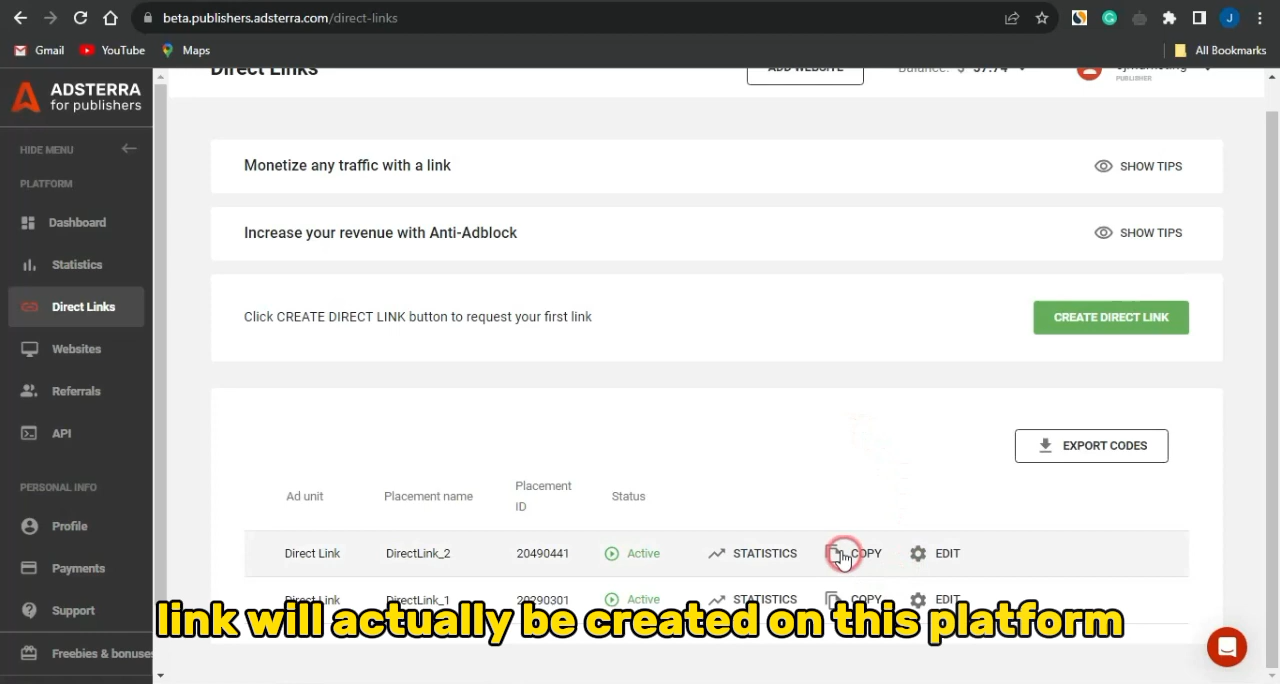 beta.publishers.adsterra.com/direct-links
Gmail
YouTube
Maps
All Bookmarks
J
Direct Links
ADD WEBSITE
Balance: $
PUBLISHER
ADSTERRA
for publishers
HIDE MENU
PLATFORM
Dashboard
Statistics
Direct Links
Websites
Referrals
API
PERSONAL INFO
Profile
Payments
Support
Freebies & bonuses
Monetize any traffic with a link
SHOW TIPS
Increase your revenue with Anti-Adblock
SHOW TIPS
Click CREATE DIRECT LINK button to request your first link
CREATE DIRECT LINK
EXPORT CODES
Ad unit
Placement name
Placement
ID
Status
Direct Link DirectLink_2 20490441 Active STATISTICS COPY EDIT
Direct Link DirectLink_1 20290301 Active STATISTICS COPY EDIT
link will actually be created on this platform